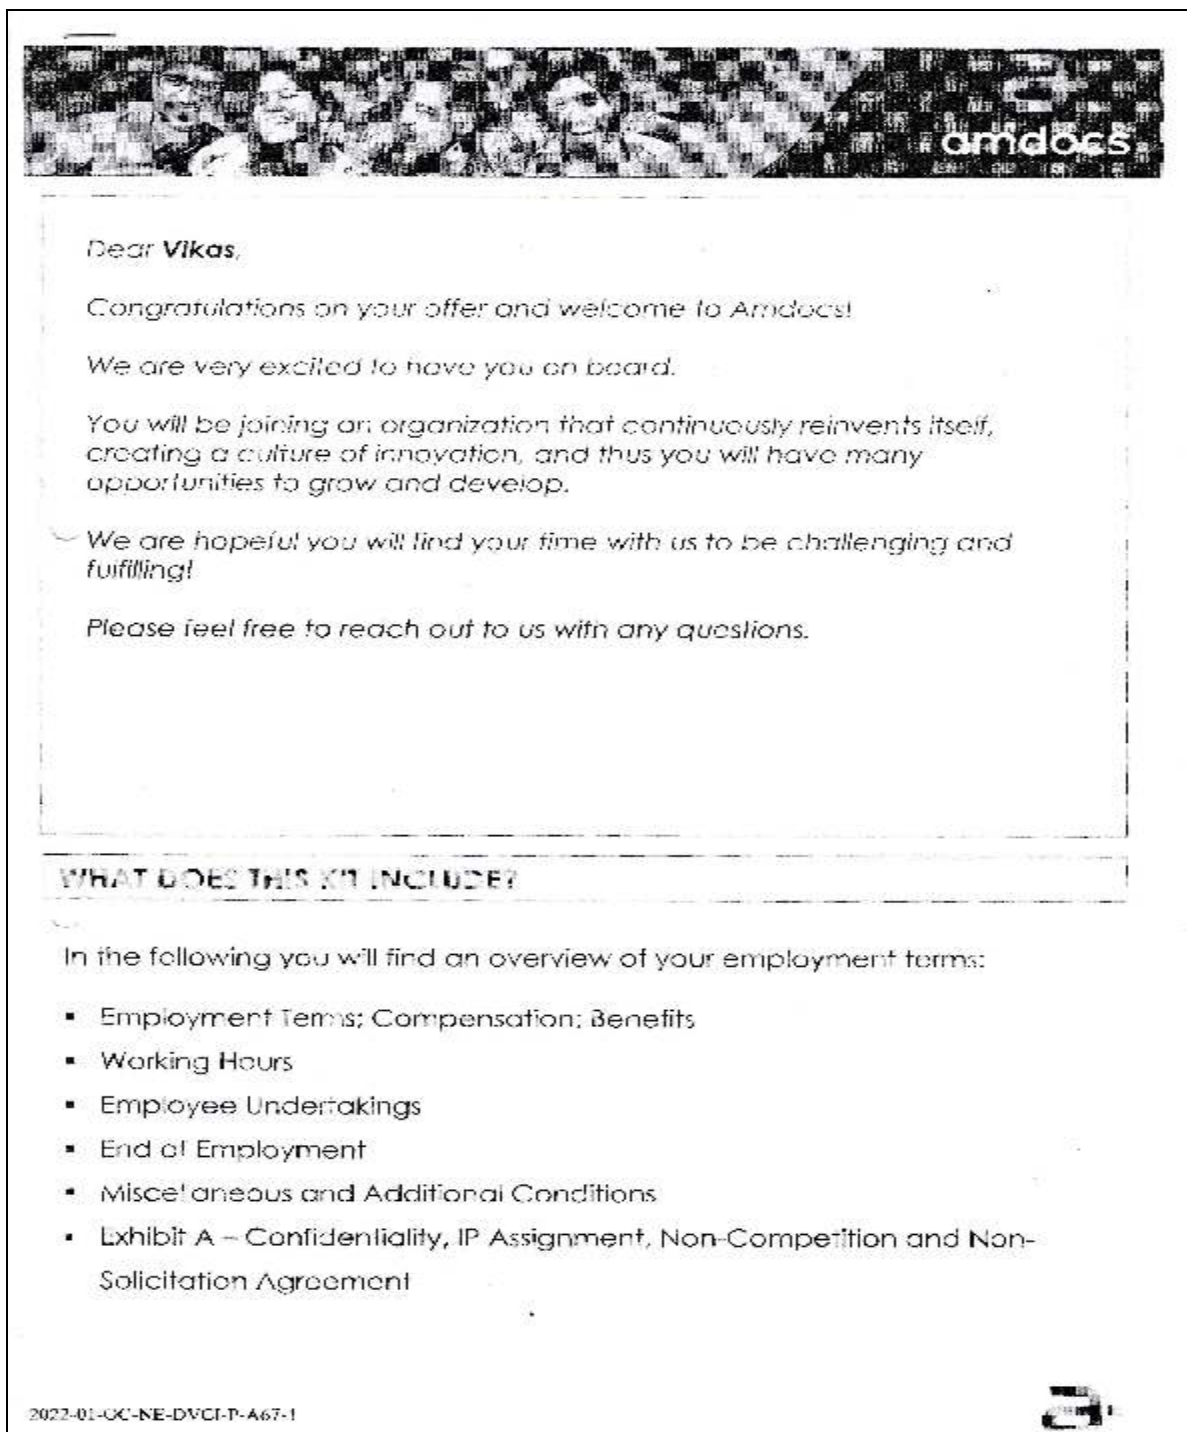 amdocs
Dear Vikas,
Congratulations on your offer and welcome to Amdocs!
We are very excited to have you on board.
You will be joining an organization that continuously reinvents itself,
creating a culture of innovation, and thus you will have many
opportunities to grow and develop.
We are hopeful you will find your time with us to be challenging and
fulfilling!
Please feel free to reach out to us with any questions.
WHAT DOES THIS KIT INCLUDE?
In the following you will find an overview of your employment terms:
▪ Employment Terms; Compensation; Benefits
▪ Working Hours
▪ Employee Undertakings
▪ End of Employment
▪ Miscellaneous and Additional Conditions
▪ Exhibit A – Confidentiality, IP Assignment, Non-Competition and Non-
Solicitation Agreement
2022-01-OC-NE-DVCI-P-A67-1
a